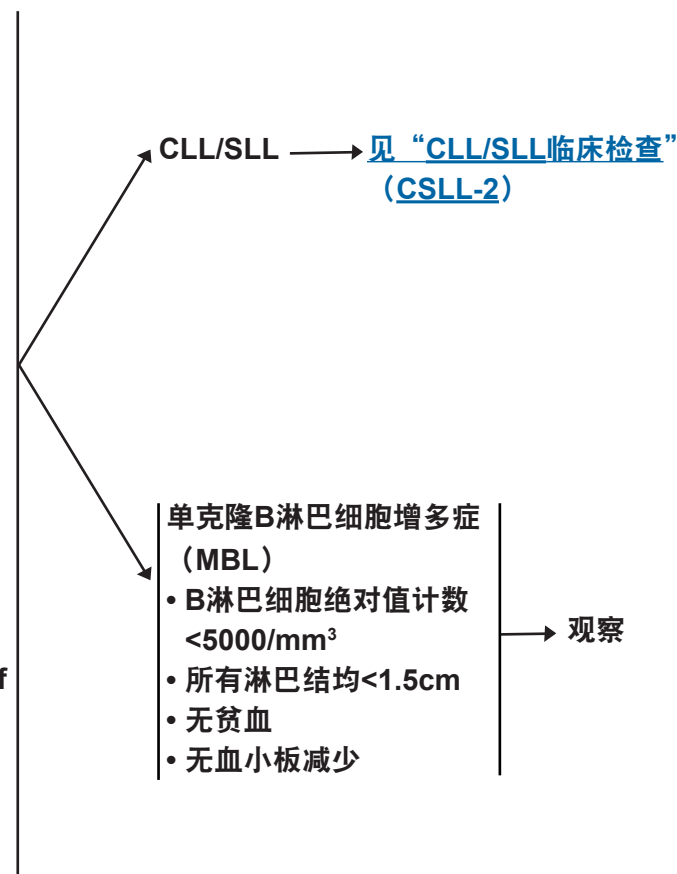 CLL/SLL
见“CLL/SLL临床检查”
（CSLL-2）
单克隆B淋巴细胞增多症
（MBL）
• B淋巴细胞绝对值计数
<5000/mm³
• 所有淋巴结均<1.5cm
• 无贫血
• 无血小板减少
观察
f